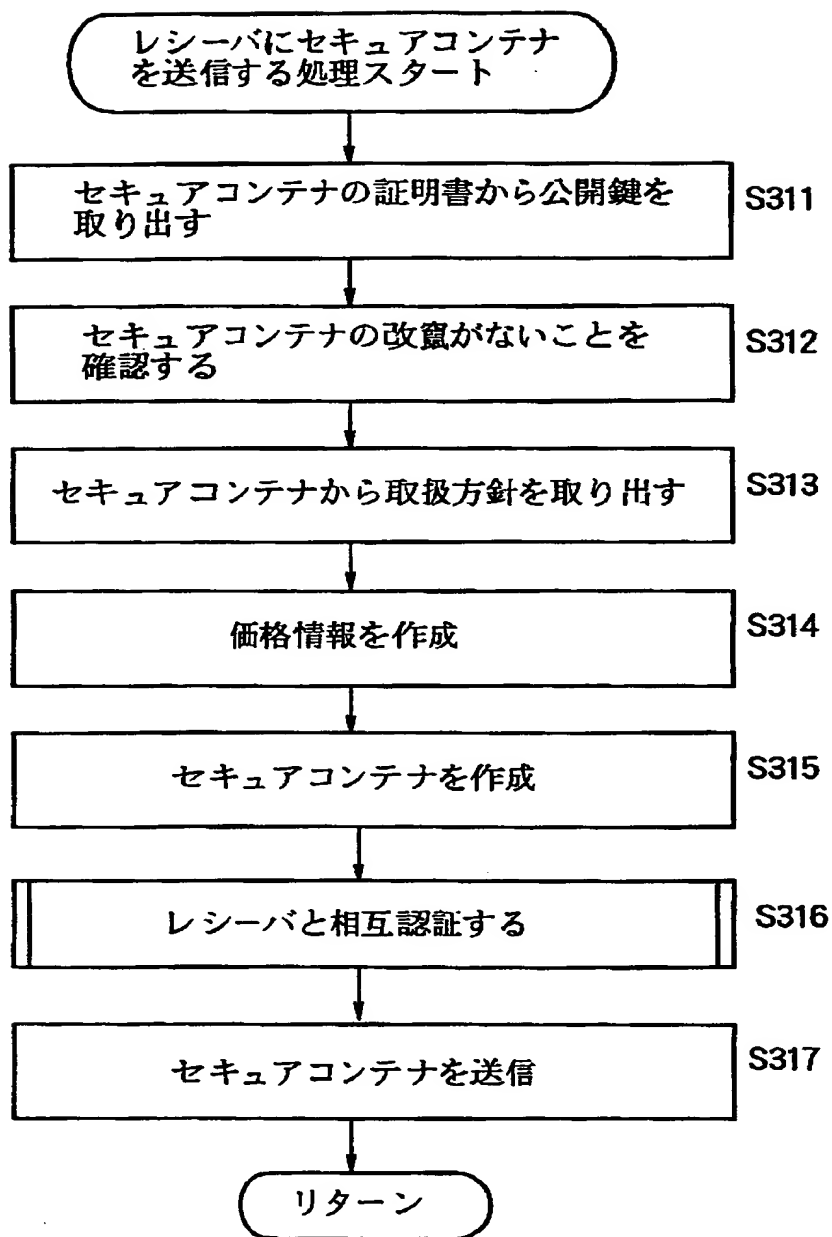 レシーバにセキュアコンテナ
を送信する処理スタート
セキュアコンテナの証明書から公開鍵を
取り出す
S311
セキュアコンテナの改竄がないことを
確認する
S312
セキュアコンテナから取扱方針を取り出す
S313
価格情報を作成
S314
セキュアコンテナを作成
S315
レシーバと相互認証する
S316
セキュアコンテナを送信
S317
リターン